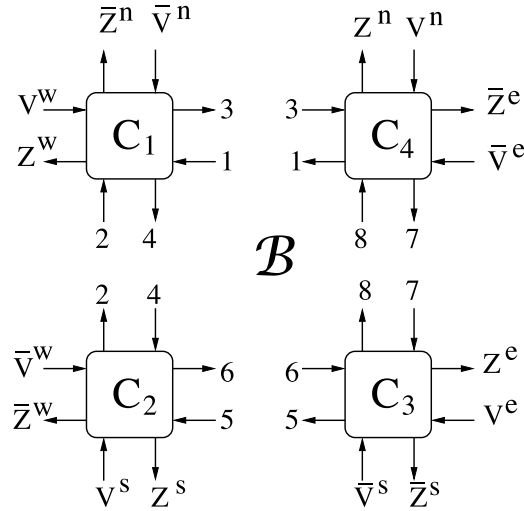 Z̄ⁿ V̄ⁿ Zⁿ Vⁿ
Vʷ 3 3 Z̄ᵉ
C₁ C₄
Zʷ 1 1 V̄ᵉ
2 4 8 7
ℬ
2 4 8 7
V̄ʷ 6 6 Zᵉ
C₂ C₃
Z̄ʷ 5 5 Vᵉ
Vˢ Zˢ V̄ˢ Z̄ˢ